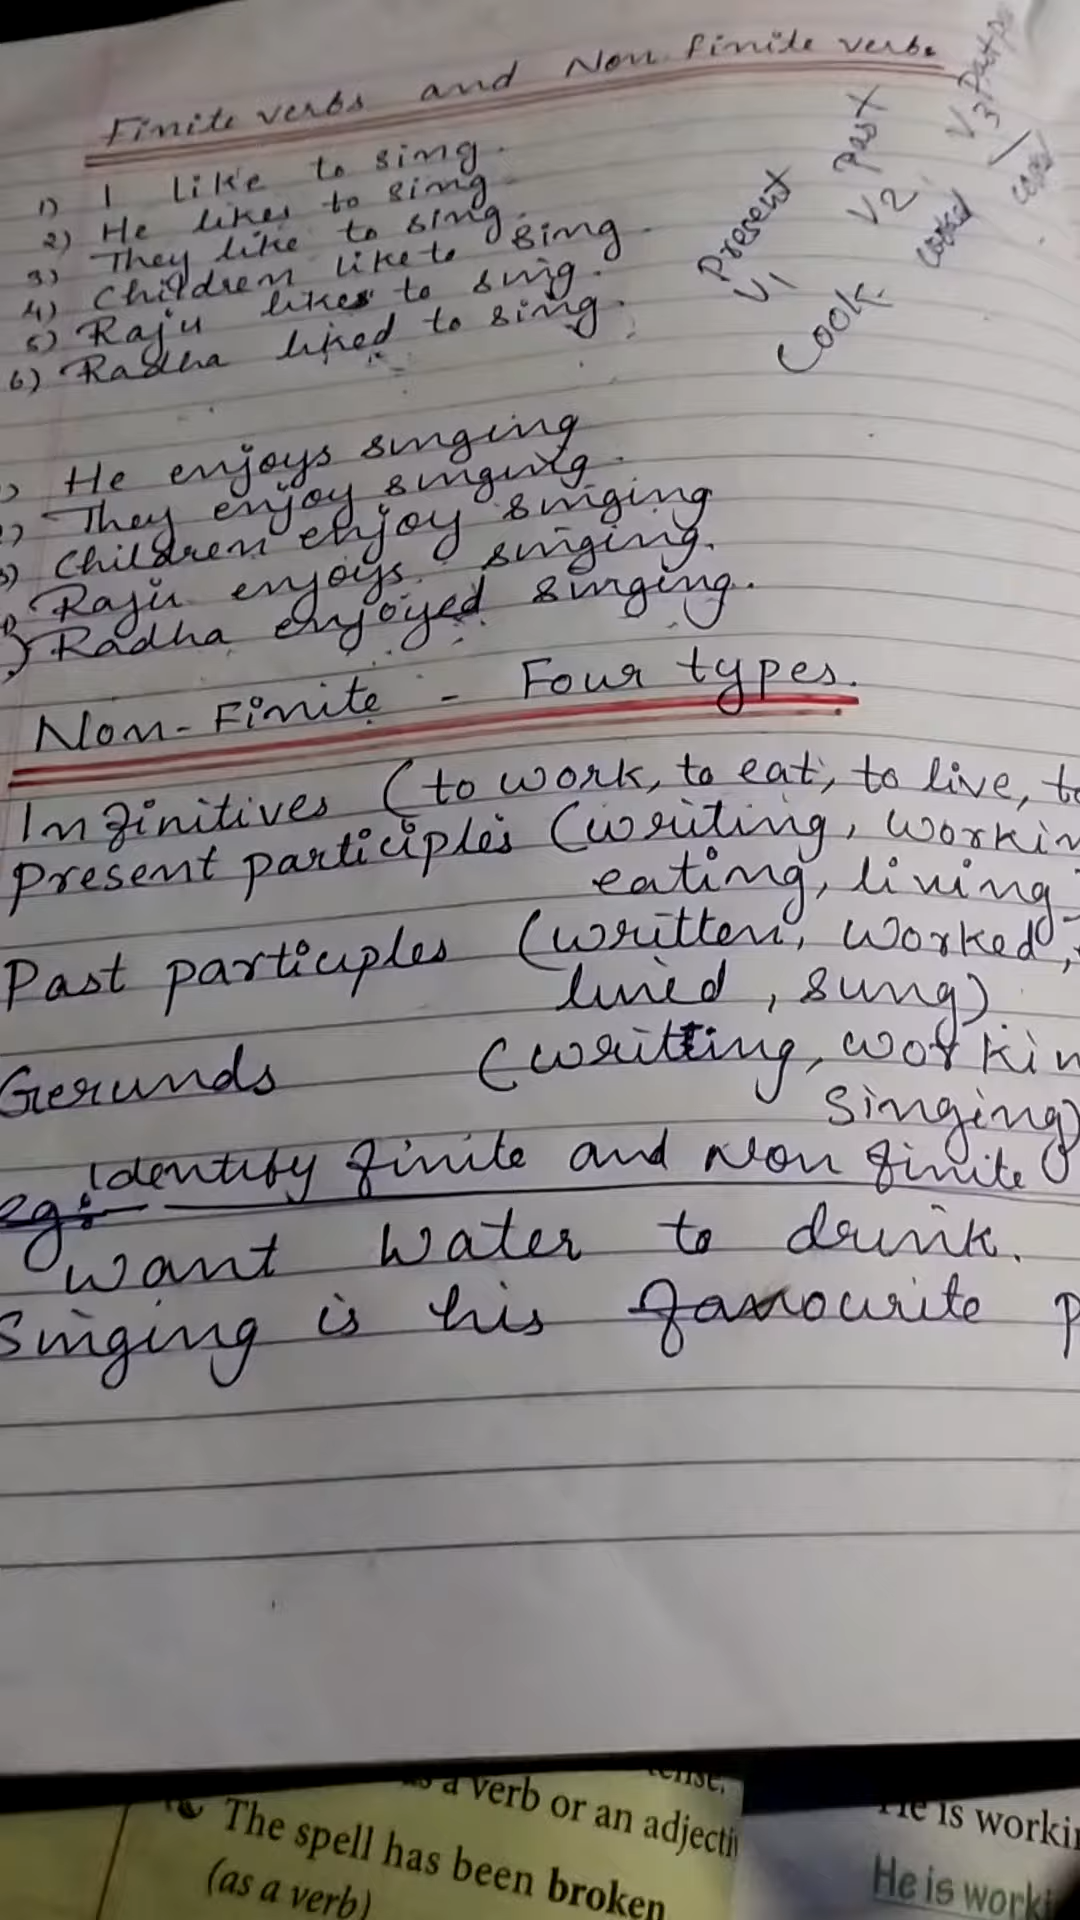 Finite verbs and Non finite verbs
1) I like to sing.
2) He likes to sing.
3) They like to sing.
4) Children like to sing.
5) Raju likes to sing.
6) Radha liked to sing.
Present Past
V1 V2 V3
Cook cooked
He enjoys singing
They enjoy singing.
Children enjoy singing
Raju enjoys singing.
Radha enjoyed singing.
Non-Finite - Four types.
Infinitives (to work, to eat, to live,
Present participles (writing, workin
eating, living
Past participles (written, worked,
lived, sung)
Gerunds (writting, workin
singing)
eg:- Identify finite and Non finite
want water to drink.
Singing is his favourite p
a verb or an adjecti
The spell has been broken
(as a verb)
He is workin
He is worki